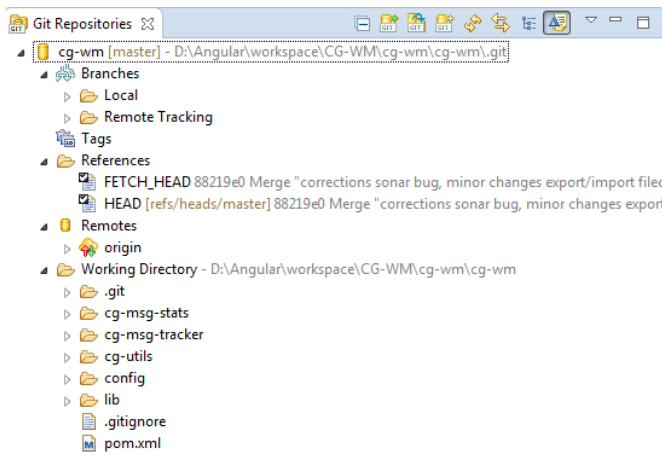 Git Repositories
cg-wm [master] - D:\Angular\workspace\CG-WM\cg-wm\cg-wm\.git
Branches
Local
Remote Tracking
Tags
References
FETCH_HEAD 88219e0 Merge "corrections sonar bug, minor changes export/import filed
HEAD [refs/heads/master] 88219e0 Merge "corrections sonar bug, minor changes export
Remotes
origin
Working Directory - D:\Angular\workspace\CG-WM\cg-wm\cg-wm
.git
cg-msg-stats
cg-msg-tracker
cg-utils
config
lib
.gitignore
pom.xml